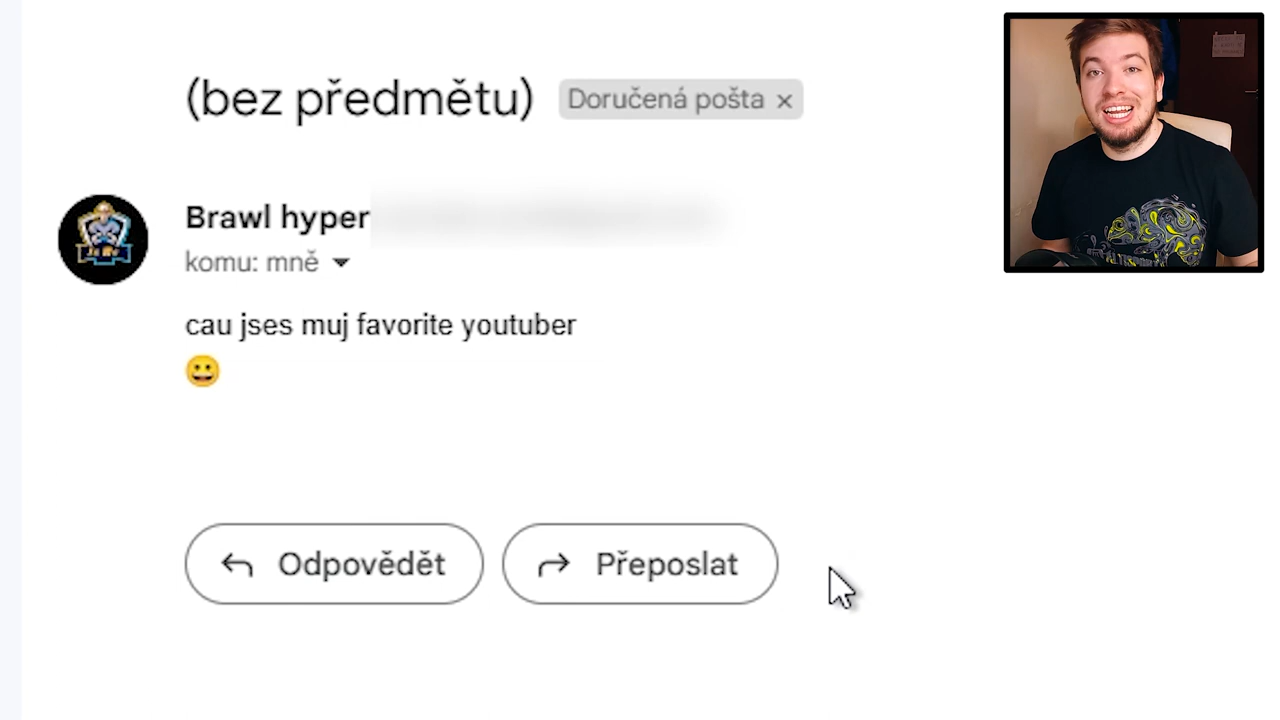 (bez předmětu) Doručená pošta ×
Brawl hyper
komu: mně
cau jses muj favorite youtuber
😀
Odpovědět
Přeposlat